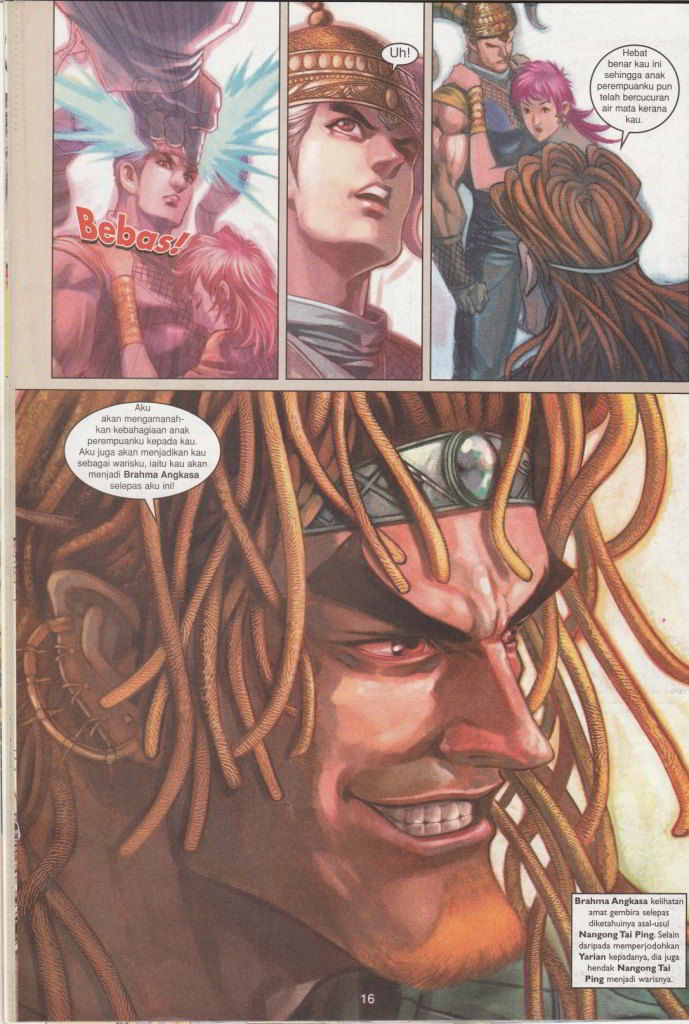 Bebas!
Uh!
Hebat
benar kau ini
sehingga anak
perempuanku pun
telah bercucuran
air mata kerana
kau.
Aku
akan mengamanah-
kan kebahagiaan anak
perempuanku kepada kau.
Aku juga akan menjadikan kau
sebagai warisku, iaitu kau akan
menjadi Brahma Angkasa
selepas aku ini!
Brahma Angkasa kelihatan
amat gembira selepas
diketahuinya asal-usul
Nangong Tai Ping. Selain
daripada memperjodohkan
Yarian kepadanya, dia juga
hendak Nangong Tai
Ping menjadi warisnya.
16